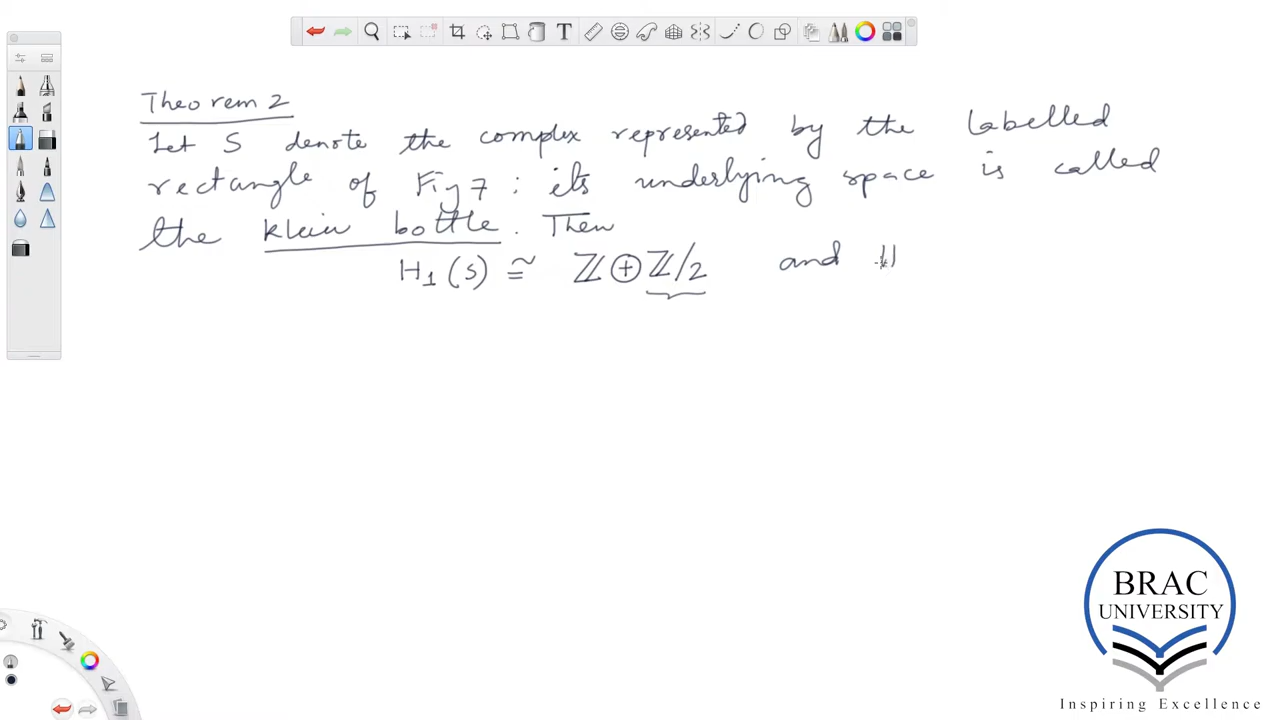 Theorem 2
Let S denote the complex represented by the labelled
rectangle of Fig 7 : its underlying space is called
the klein bottle. Then
H₁(S) ≅ ℤ⊕ℤ/2 and
BRAC
UNIVERSITY
Inspiring Excellence